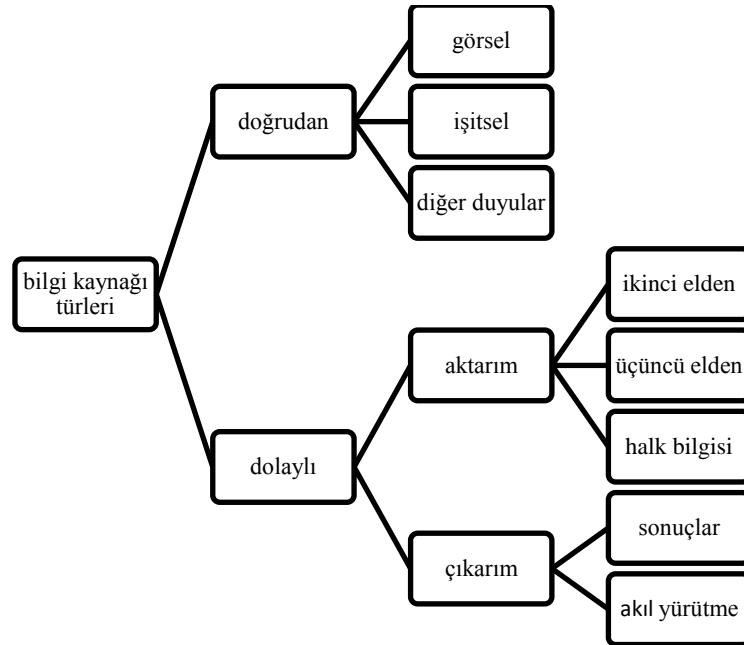 görsel
doğrudan
işitsel
diğer duyular
bilgi kaynağı
türleri
ikinci elden
aktarım
üçüncü elden
dolaylı
halk bilgisi
sonuçlar
çıkarım
akıl yürütme